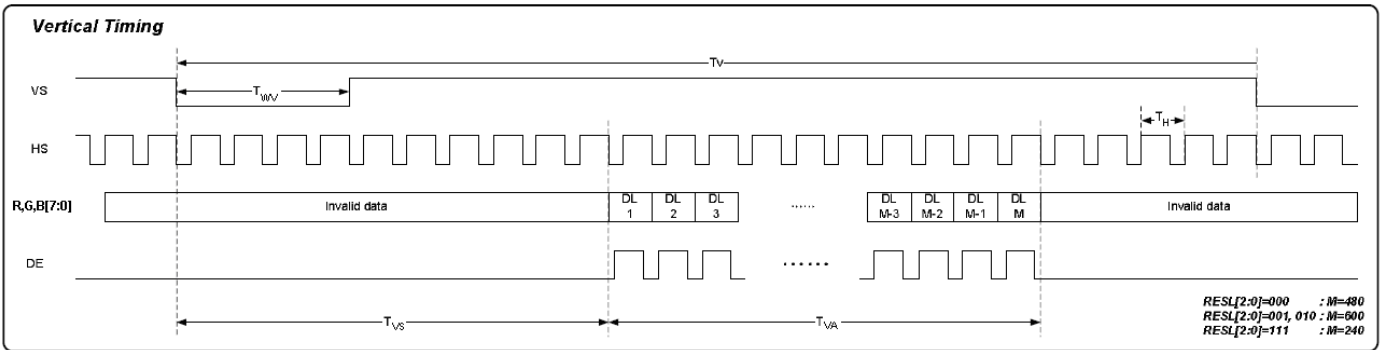 Vertical Timing
TV
VS
TWV
TH
HS
R,G,B[7:0]
Invalid data
DL 1
DL 2
DL 3
......
DL M-3
DL M-2
DL M-1
DL M
Invalid data
DE
......
TVS
TVA
RESL[2:0]=000 : M=480
RESL[2:0]=001, 010 : M=600
RESL[2:0]=111 : M=240